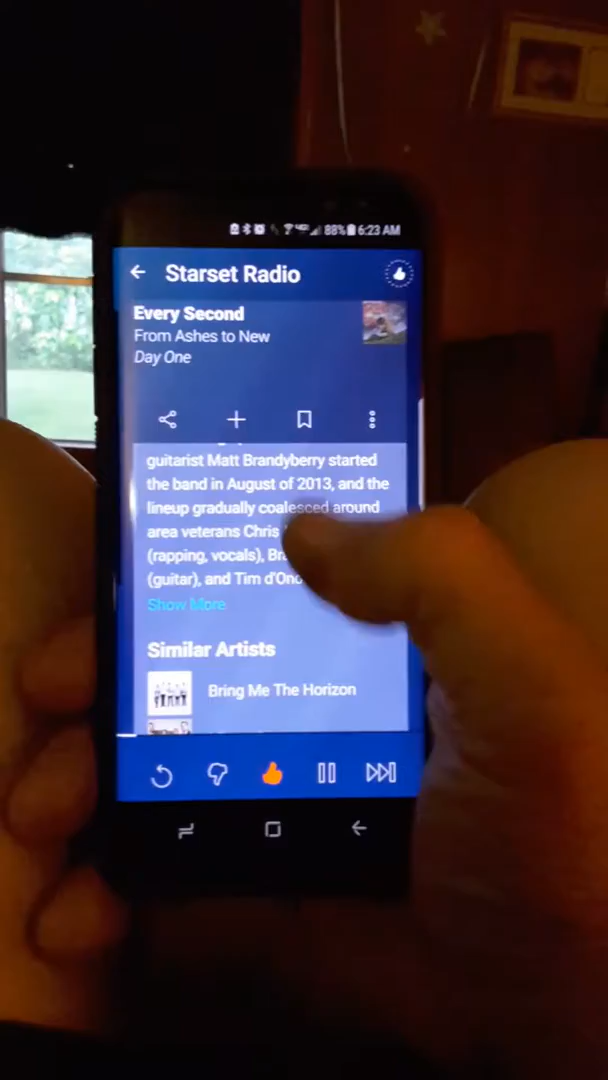 88% 6:23 AM
Starset Radio
Every Second
From Ashes to New
Day One
guitarist Matt Brandyberry started
the band in August of 2013, and the
lineup gradually coalesced around
area veterans Chris
(rapping, vocals),
(guitar), and Tim
Show More
Similar Artists
Bring Me The Horizon